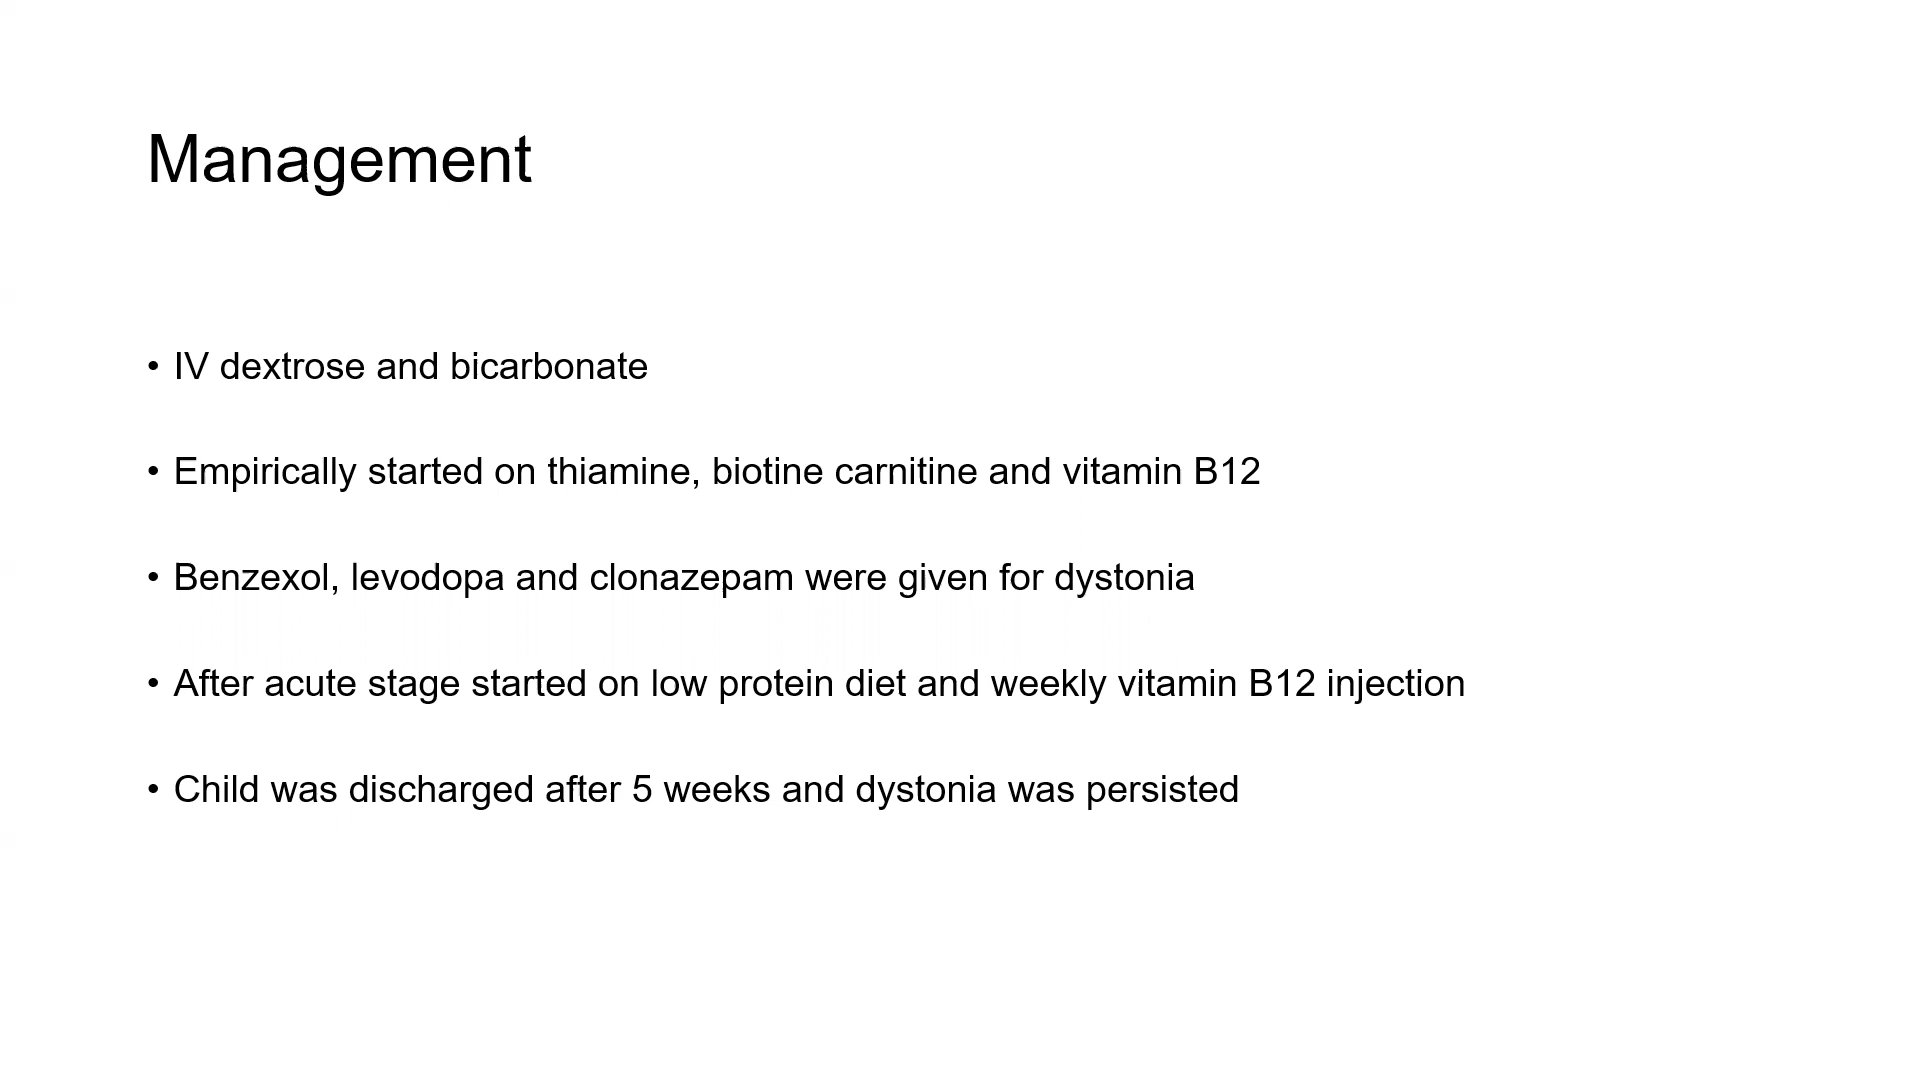 Management
• IV dextrose and bicarbonate
• Empirically started on thiamine, biotine carnitine and vitamin B12
• Benzexol, levodopa and clonazepam were given for dystonia
• After acute stage started on low protein diet and weekly vitamin B12 injection
• Child was discharged after 5 weeks and dystonia was persisted